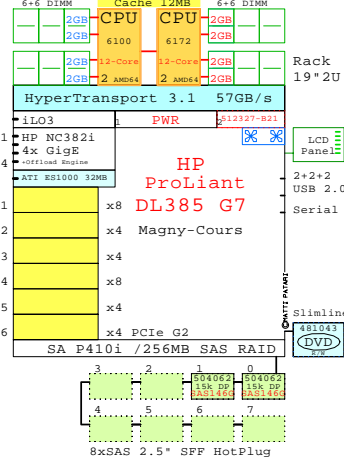 6+6 DIMM Cache 12MB 6+6 DIMM
2GB CPU CPU 2GB
2GB 6100 6172 2GB
2GB 12-Core 12-Core 2GB
2GB 2 AMD64 2 AMD64 2GB
Rack
19"2U
HyperTransport 3.1 57GB/s
iLO3 1 PWR 2 512327-B21
1 HP NC382i
4x GigE
4 +Offload Engine
ATI ES1000 32MB
LCD
Panel
2+2+2
USB 2.0
Serial
HP
ProLiant
DL385 G7
Magny-Cours
1 x8
2 x4
3 x4
4 x8
5 x4
6 x4 PCIe G2
©MATTI PATARI
Slimline
481043
DVD
R/W
SA P410i /256MB SAS RAID
3 2 1 0
504062 504062
15k DP 15k DP
SAS146G SAS146G
4 5 6 7
8xSAS 2.5" SFF HotPlug